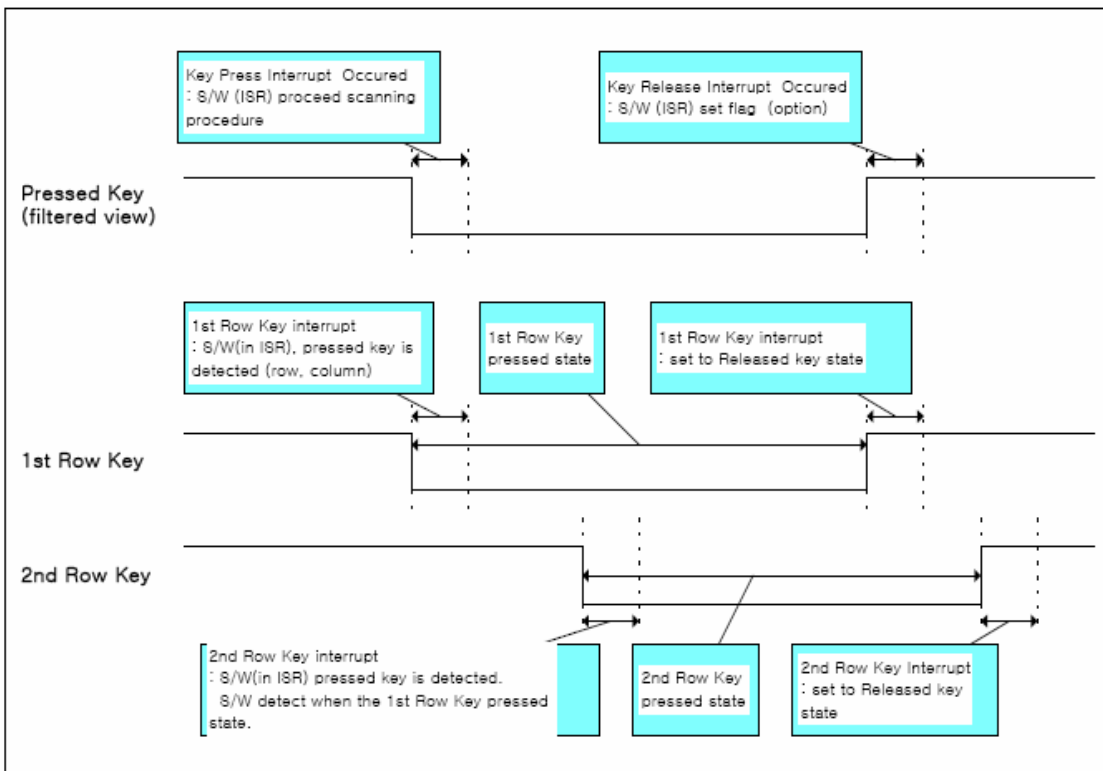 Key Press Interrupt Occured
: S/W (ISR) proceed scanning
procedure
Key Release Interrupt Occured
: S/W (ISR) set flag (option)
Pressed Key
(filtered view)
1st Row Key interrupt
: S/W(in ISR), pressed key is
detected (row, column)
1st Row Key
pressed state
1st Row Key interrupt
: set to Released key state
1st Row Key
2nd Row Key
2nd Row Key interrupt
: S/W(in ISR) pressed key is detected.
S/W detect when the 1st Row Key pressed
state.
2nd Row Key
pressed state
2nd Row Key Interrupt
: set to Released key
state